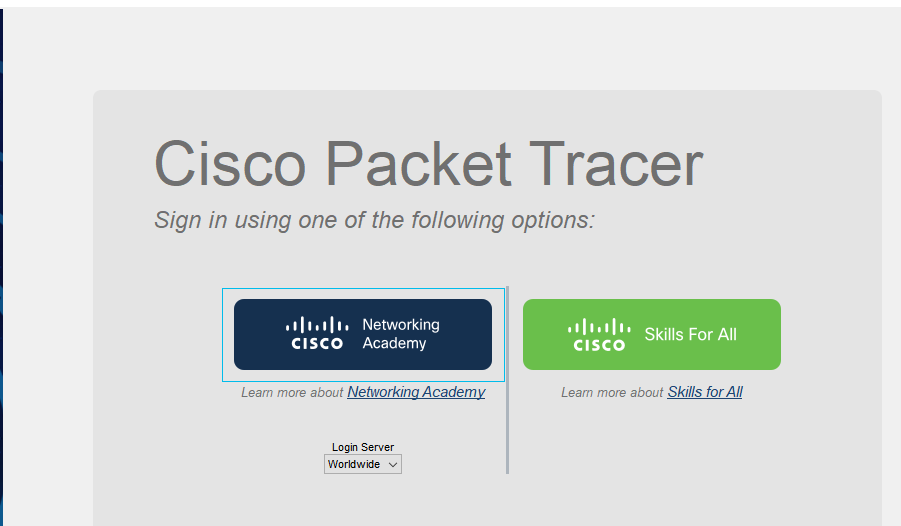 Cisco Packet Tracer
Sign in using one of the following options:
CISCO Networking Academy
CISCO Skills For All
Learn more about Networking Academy
Learn more about Skills for All
Login Server
Worldwide